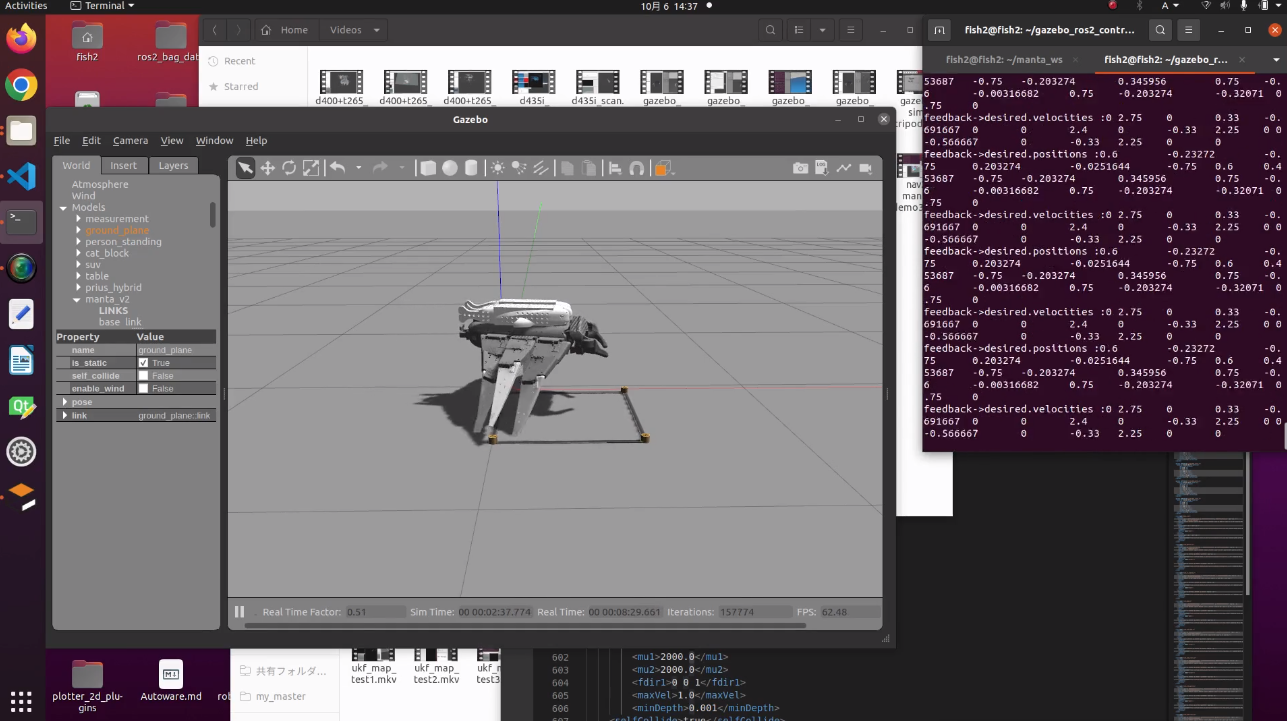 Activities
Terminal
10月 6 14:37
A
fish2
ros2_bag_dat
Home
Videos
Recent
Starred
d400+t265_
d400+t265_
d400+t265_
d435i_
d435i_scan.
gazebo_
gazebo_
gazebo_
gazebo_
fish2@fish2: ~/gazebo_ros2_contr...
fish2@fish2: ~/manta_ws
fish2@fish2: ~/gazebo_r...
Gazebo
File Edit Camera View Window Help
World Insert Layers
Atmosphere
Wind
Models
measurement
ground_plane
person_standing
cat_block
suv
table
prius_hybrid
manta_v2
LINKS
base_link
Property Value
name ground_plane
is_static True
self_collide False
enable_wind False
pose
link ground_plane::link
Real Time Factor: 0.51 Sim Time: 00 00:02:37.774 Real Time: 00 00:08:29.661 Iterations: 157774 FPS: 62.48
53687 -0.75 -0.203274 0.345956 0.75 -0.
6 -0.00316682 0.75 -0.203274 -0.32071 0
.75 0
feedback->desired.velocities :0 2.75 0 0.33 -0.
691667 0 0 2.4 0 -0.33 2.25 0 0
-0.566667 0 -0.33 2.25 0 0
feedback->desired.positions :0.6 -0.23272
75 0.203274 -0.0251644 -0.75 0.6 0.4
53687 -0.75 -0.203274 0.345956 0.75 -0.
6 -0.00316682 0.75 -0.203274 -0.32071 0
.75 0
feedback->desired.velocities :0 2.75 0 0.33 -0.
691667 0 0 2.4 0 -0.33 2.25 0 0
-0.566667 0 -0.33 2.25 0 0
feedback->desired.positions :0.6 -0.23272
75 0.203274 -0.0251644 -0.75 0.6 0.4
53687 -0.75 -0.203274 0.345956 0.75 -0.
6 -0.00316682 0.75 -0.203274 -0.32071 0
.75 0
feedback->desired.velocities :0 2.75 0 0.33 -0.
691667 0 0 2.4 0 -0.33 2.25 0 0
-0.566667 0 -0.33 2.25 0 0
feedback->desired.positions :0.6 -0.23272
75 0.203274 -0.0251644 -0.75 0.6 0.4
53687 -0.75 -0.203274 0.345956 0.75 -0.
6 -0.00316682 0.75 -0.203274 -0.32071 0
.75 0
feedback->desired.velocities :0 2.75 0 0.33 -0.
691667 0 0 2.4 0 -0.33 2.25 0 0
-0.566667 0 -0.33 2.25 0 0
plotter_2d_plu-
gins
Autoware.md
共有フォルダ...
my_master
ukf_map_
test1.mkv
ukf_map_
test2.mkv
602 <mu1>2000.0</mu1>
603 <mu2>2000.0</mu2>
604 <fdir1>0 0 1</fdir1>
605 <maxVel>1.0</maxVel>
606 <minDepth>0.001</minDepth>